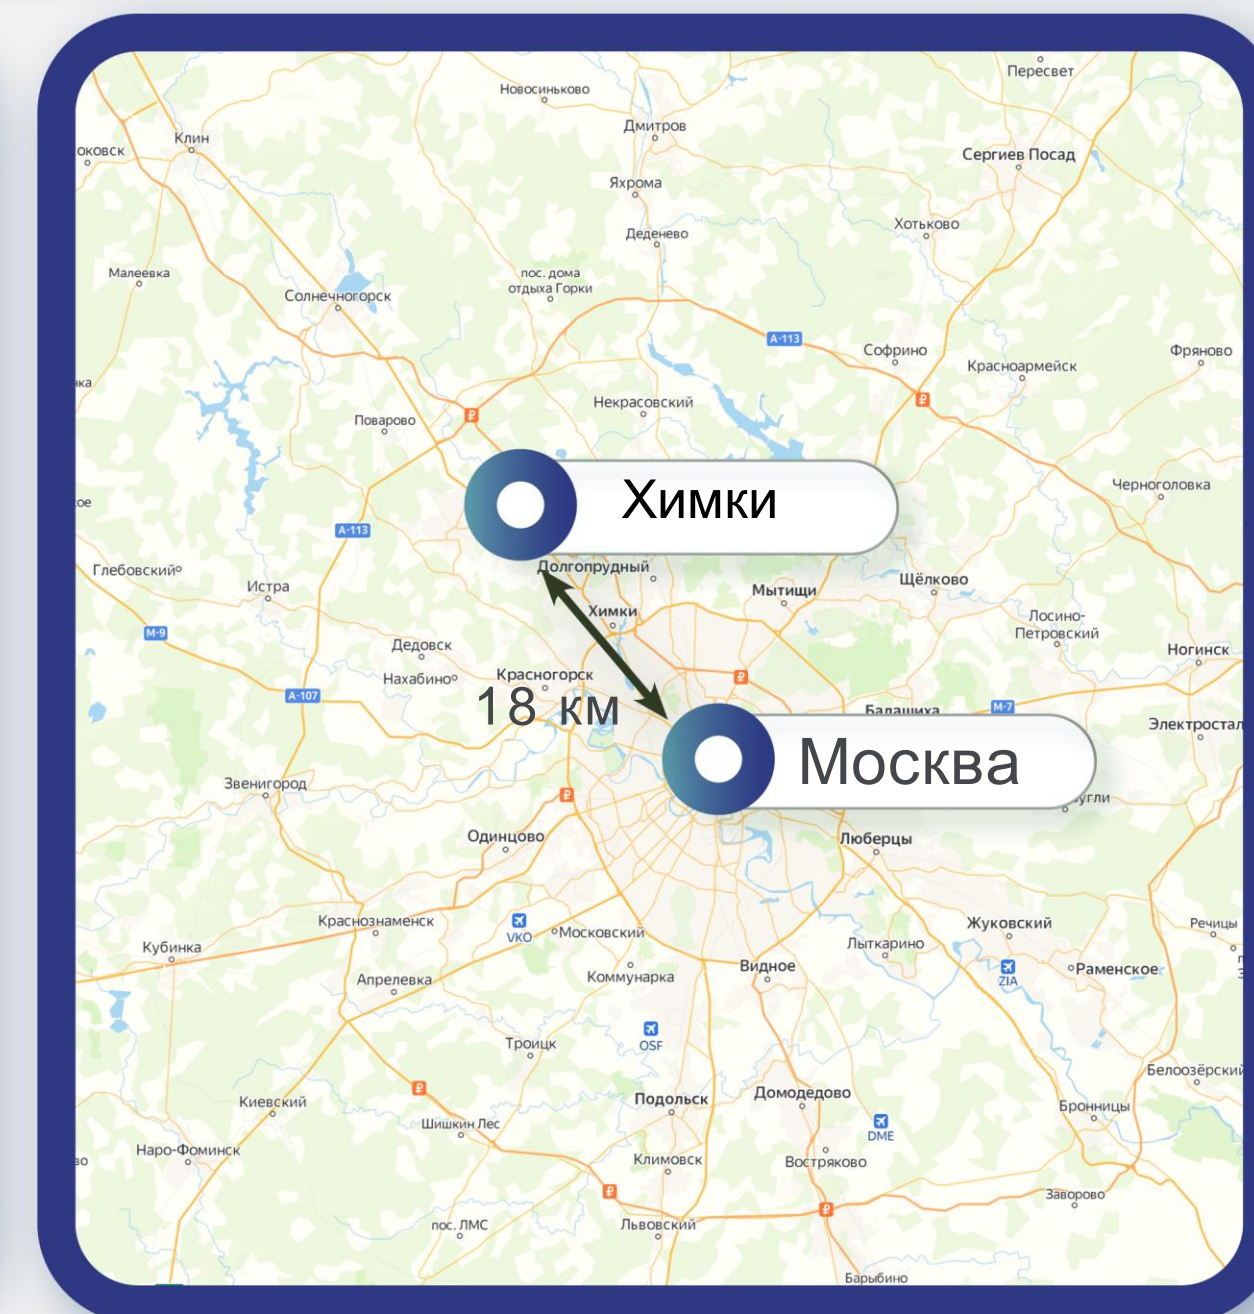 Пересвет
Новосиньково
Дмитров
Клин
оковск
Сергиев Посад
Яхрома
Хотьково
Деденево
Малеевка
пос. дома
отдыха Горки
Солнечногорск
А-113
Софрино
Фряново
Красноармейск
Некрасовский
Поварово
Химки
Черноголовка
А-113
Долгопрудный
Глебовский
Щёлково
Истра
Мытищи
Химки
Лосино-
Петровский
М-9
Дедовск
Ногинск
Красногорск
Нахабино
А-107
18 км
Балашиха
М-7
Электростал
Москва
Звенигород
угли
Одинцово
Люберцы
Краснознаменск
VKO
Московский
Жуковский
Речицы
Кубинка
Лыткарино
Видное
Раменское
Апрелевка
Коммунарка
ZIA
Троицк
OSF
Белоозёрский
Киевский
Подольск
Домодедово
Бронницы
Шишкин Лес
DME
Наро-Фоминск
Климовск
Востряково
Заворово
пос. ЛМС
Львовский
Барыбино